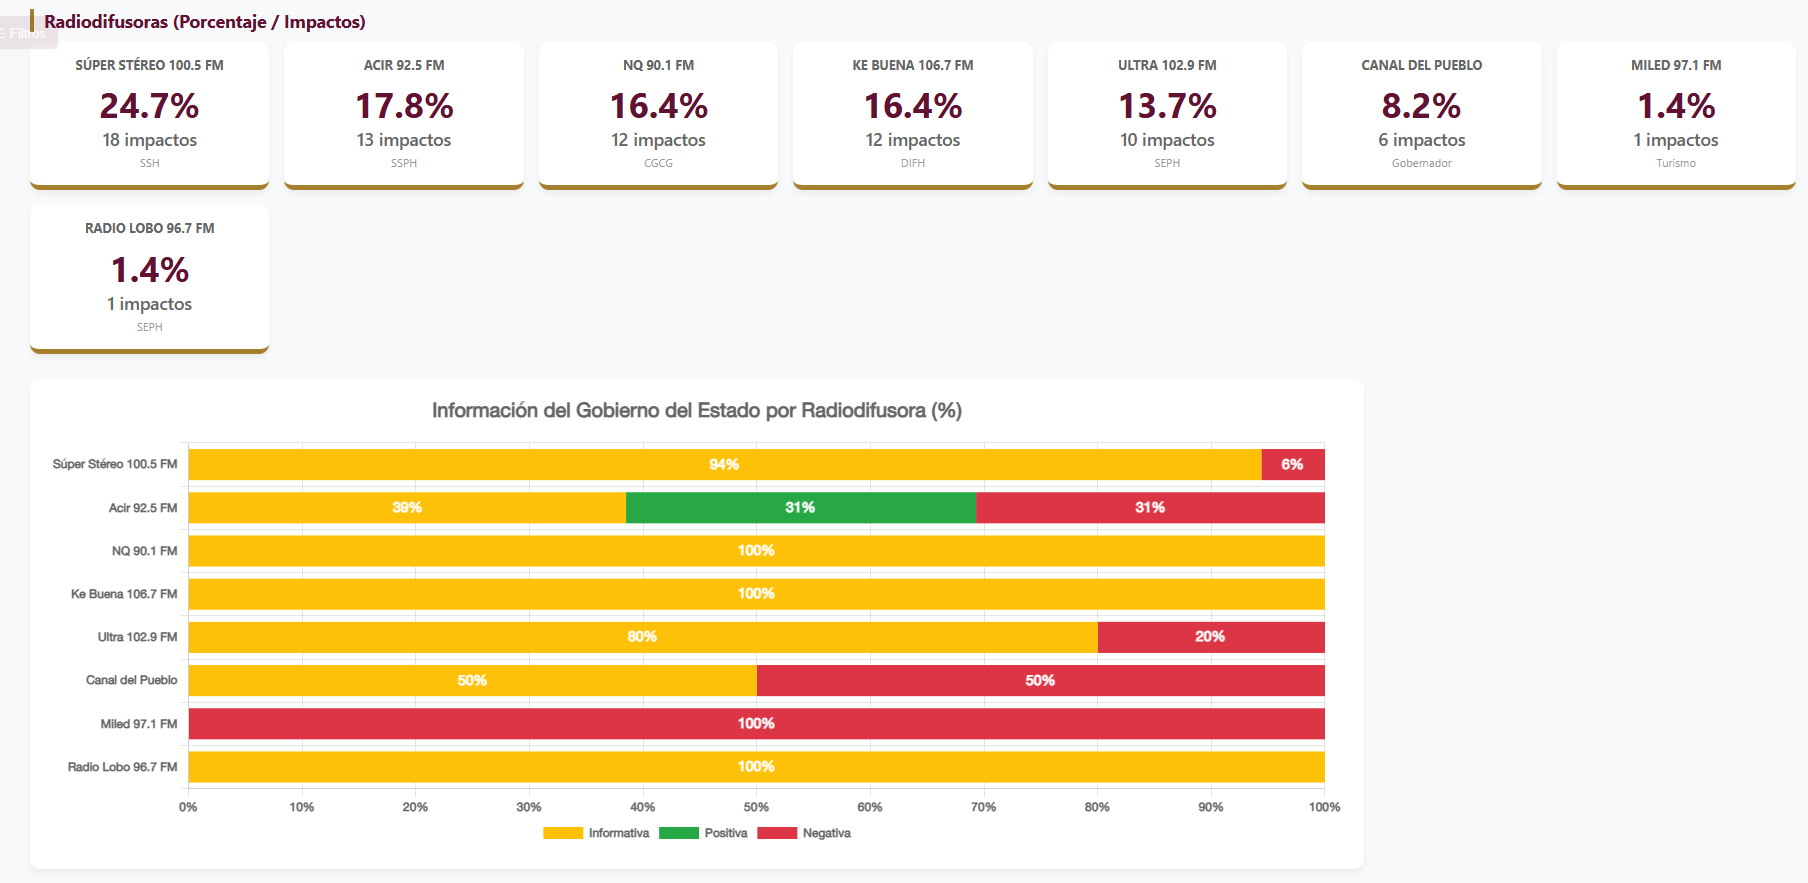 Radiodifusoras (Porcentaje / Impactos)
Filtros
SÚPER STÉREO 100.5 FM
24.7%
18 impactos
SSH
ACIR 92.5 FM
17.8%
13 impactos
SSPH
NQ 90.1 FM
16.4%
12 impactos
CGCG
KE BUENA 106.7 FM
16.4%
12 impactos
DIFH
ULTRA 102.9 FM
13.7%
10 impactos
SEPH
CANAL DEL PUEBLO
8.2%
6 impactos
Gobernador
MILED 97.1 FM
1.4%
1 impactos
Turismo
RADIO LOBO 96.7 FM
1.4%
1 impactos
SEPH
Información del Gobierno del Estado por Radiodifusora (%)
Súper Stéreo 100.5 FM 94% 6%
Acir 92.5 FM 39% 31% 31%
NQ 90.1 FM 100%
Ke Buena 106.7 FM 100%
Ultra 102.9 FM 80% 20%
Canal del Pueblo 50% 50%
Miled 97.1 FM 100%
Radio Lobo 96.7 FM 100%
0% 10% 20% 30% 40% 50% 60% 70% 80% 90% 100%
Informativa Positiva Negativa